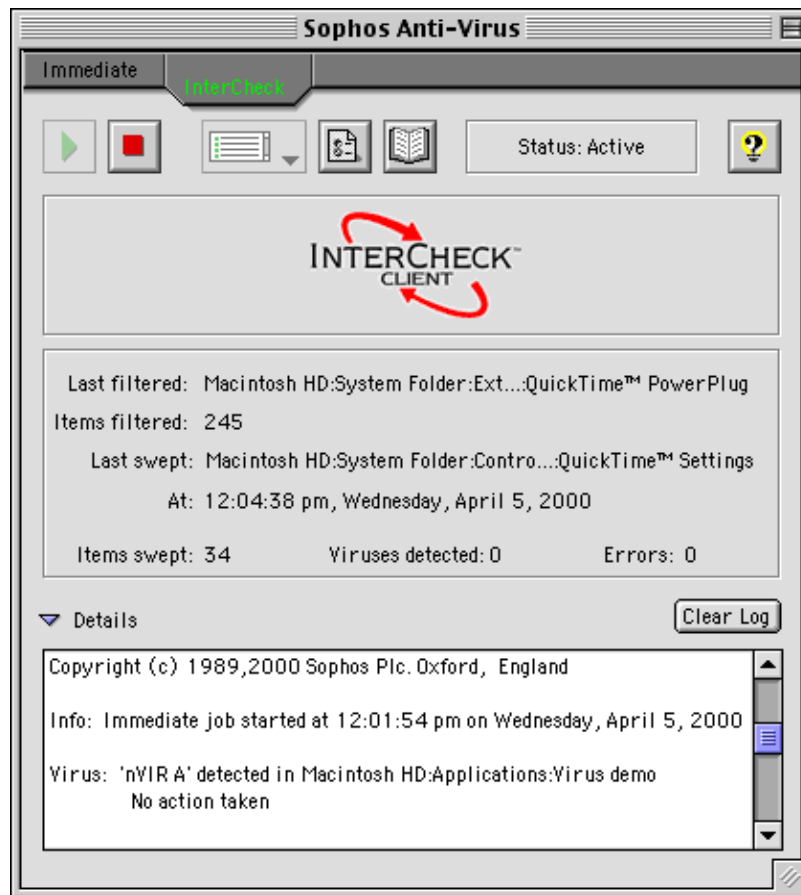 Sophos Anti-Virus
Immediate
InterCheck
Status: Active
INTERCHECK™
CLIENT
Last filtered: Macintosh HD:System Folder:Ext...:QuickTime™ PowerPlug
Items filtered: 245
Last swept: Macintosh HD:System Folder:Contro...:QuickTime™ Settings
At: 12:04:38 pm, Wednesday, April 5, 2000
Items swept: 34 Viruses detected: 0 Errors: 0
Details
Clear Log
Copyright (c) 1989,2000 Sophos Plc. Oxford, England
Info: Immediate job started at 12:01:54 pm on Wednesday, April 5, 2000
Virus: 'nVIR A' detected in Macintosh HD:Applications:Virus demo
No action taken